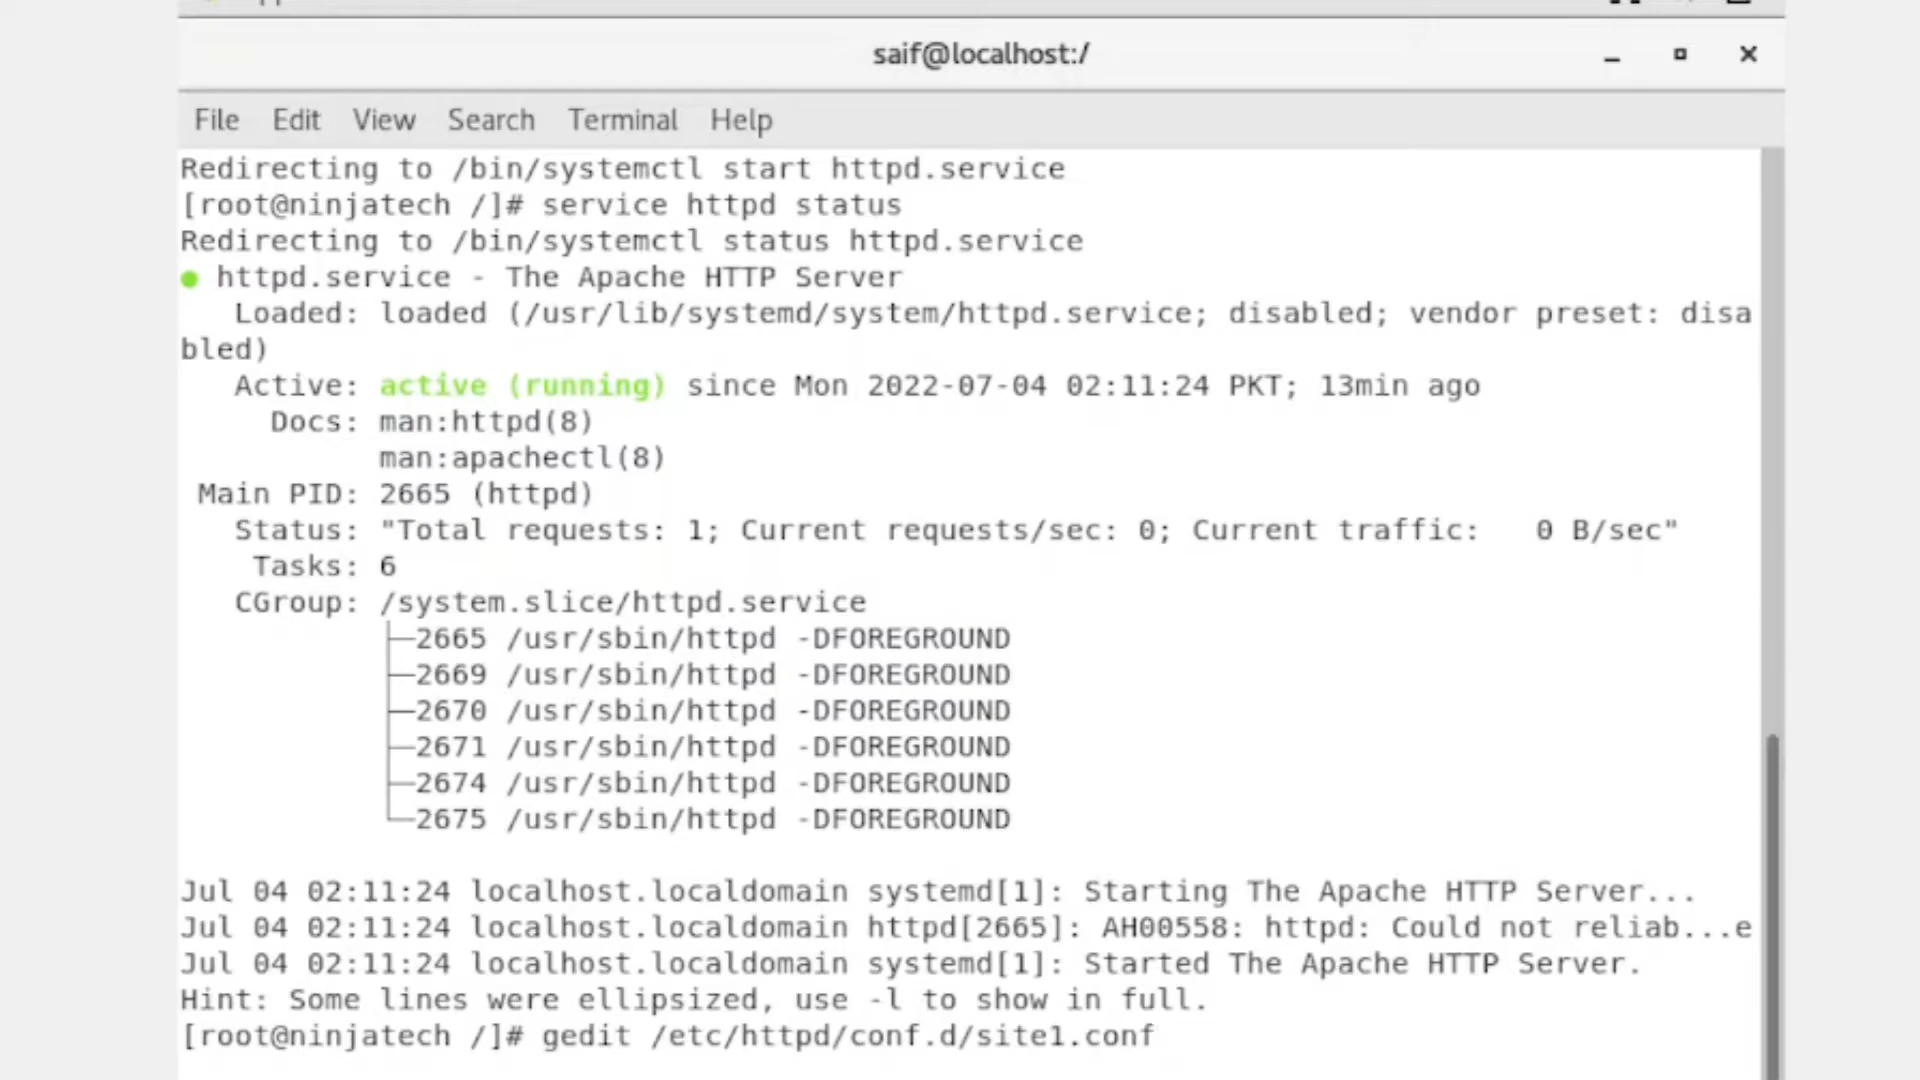 saif@localhost:/
File Edit View Search Terminal Help
Redirecting to /bin/systemctl start httpd.service
[root@ninjatech /]# service httpd status
Redirecting to /bin/systemctl status httpd.service
● httpd.service - The Apache HTTP Server
   Loaded: loaded (/usr/lib/systemd/system/httpd.service; disabled; vendor preset: disa
bled)
   Active: active (running) since Mon 2022-07-04 02:11:24 PKT; 13min ago
     Docs: man:httpd(8)
           man:apachectl(8)
 Main PID: 2665 (httpd)
   Status: "Total requests: 1; Current requests/sec: 0; Current traffic:   0 B/sec"
    Tasks: 6
   CGroup: /system.slice/httpd.service
           ├─2665 /usr/sbin/httpd -DFOREGROUND
           ├─2669 /usr/sbin/httpd -DFOREGROUND
           ├─2670 /usr/sbin/httpd -DFOREGROUND
           ├─2671 /usr/sbin/httpd -DFOREGROUND
           ├─2674 /usr/sbin/httpd -DFOREGROUND
           └─2675 /usr/sbin/httpd -DFOREGROUND
Jul 04 02:11:24 localhost.localdomain systemd[1]: Starting The Apache HTTP Server...
Jul 04 02:11:24 localhost.localdomain httpd[2665]: AH00558: httpd: Could not reliab...e
Jul 04 02:11:24 localhost.localdomain systemd[1]: Started The Apache HTTP Server.
Hint: Some lines were ellipsized, use -l to show in full.
[root@ninjatech /]# gedit /etc/httpd/conf.d/site1.conf